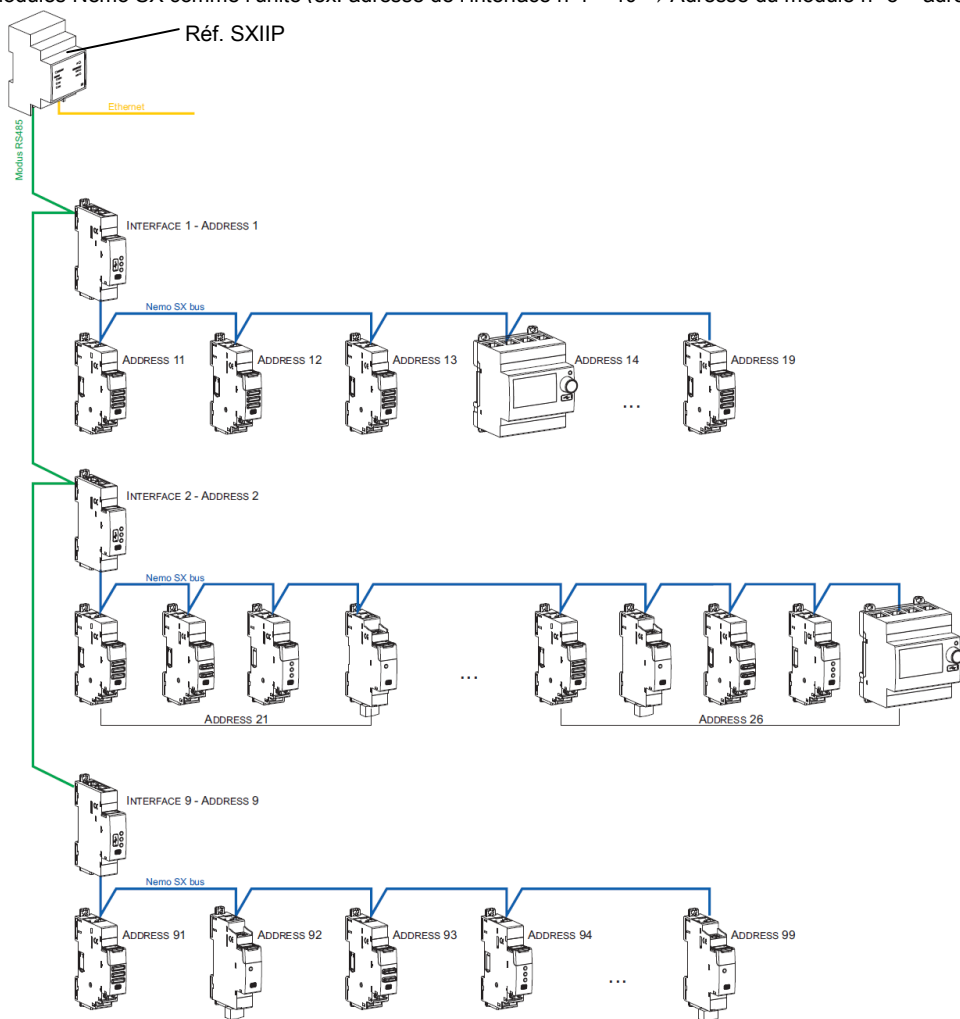 Réf. SXIIP
Ethernet
Modus RS485
INTERFACE 1 - ADDRESS 1
Nemo SX bus
ADDRESS 11
ADDRESS 12
ADDRESS 13
ADDRESS 14
ADDRESS 19
...
INTERFACE 2 - ADDRESS 2
Nemo SX bus
...
ADDRESS 21
ADDRESS 26
INTERFACE 9 - ADDRESS 9
Nemo SX bus
ADDRESS 91
ADDRESS 92
ADDRESS 93
ADDRESS 94
ADDRESS 99
...